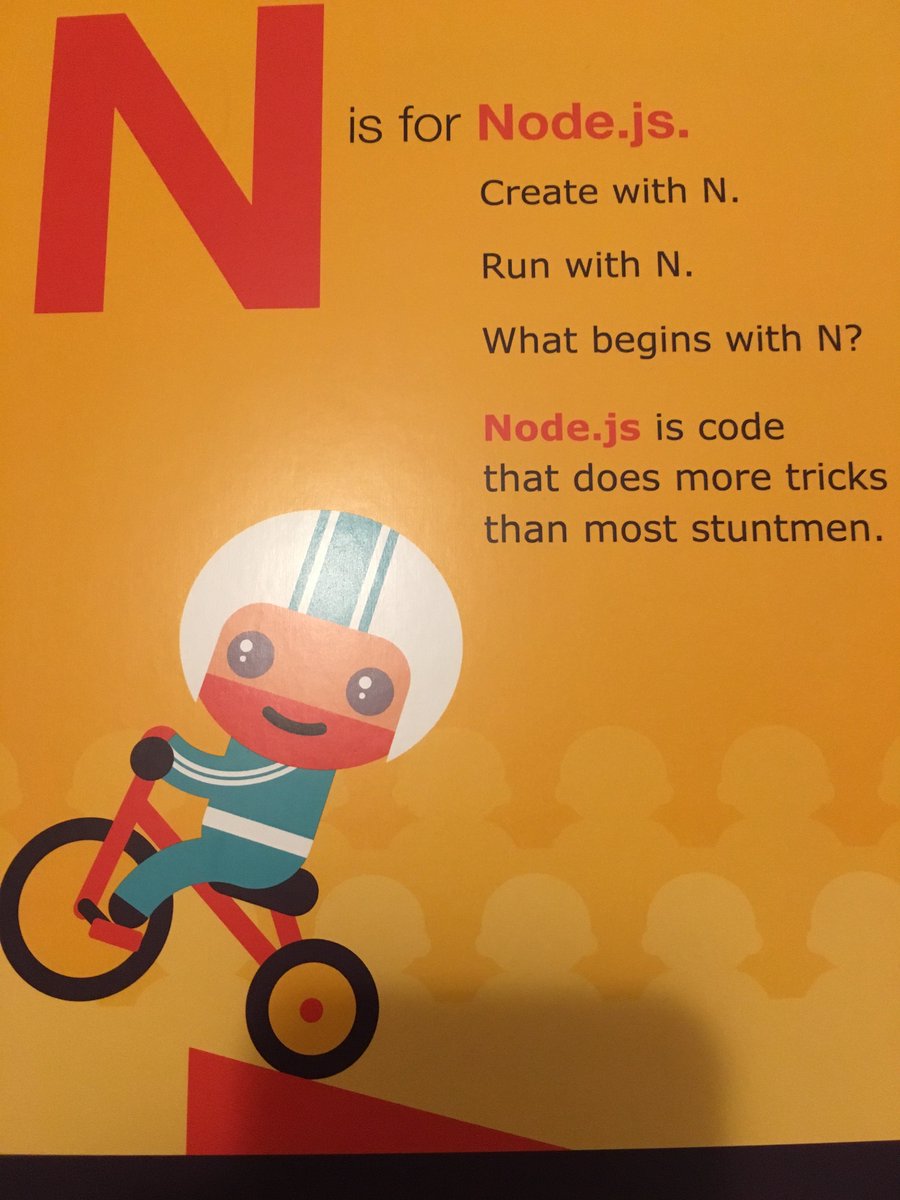 N is for Node.js.
Create with N.
Run with N.
What begins with N?
Node.js is code
that does more tricks
than most stuntmen.